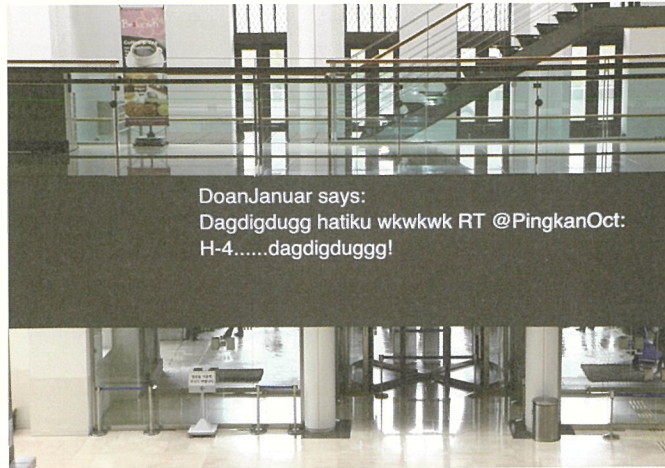 DoanJanuar says:
Dagdigdugg hatiku wkwkwk RT @PingkanOct:
H-4......dagdigduggg!